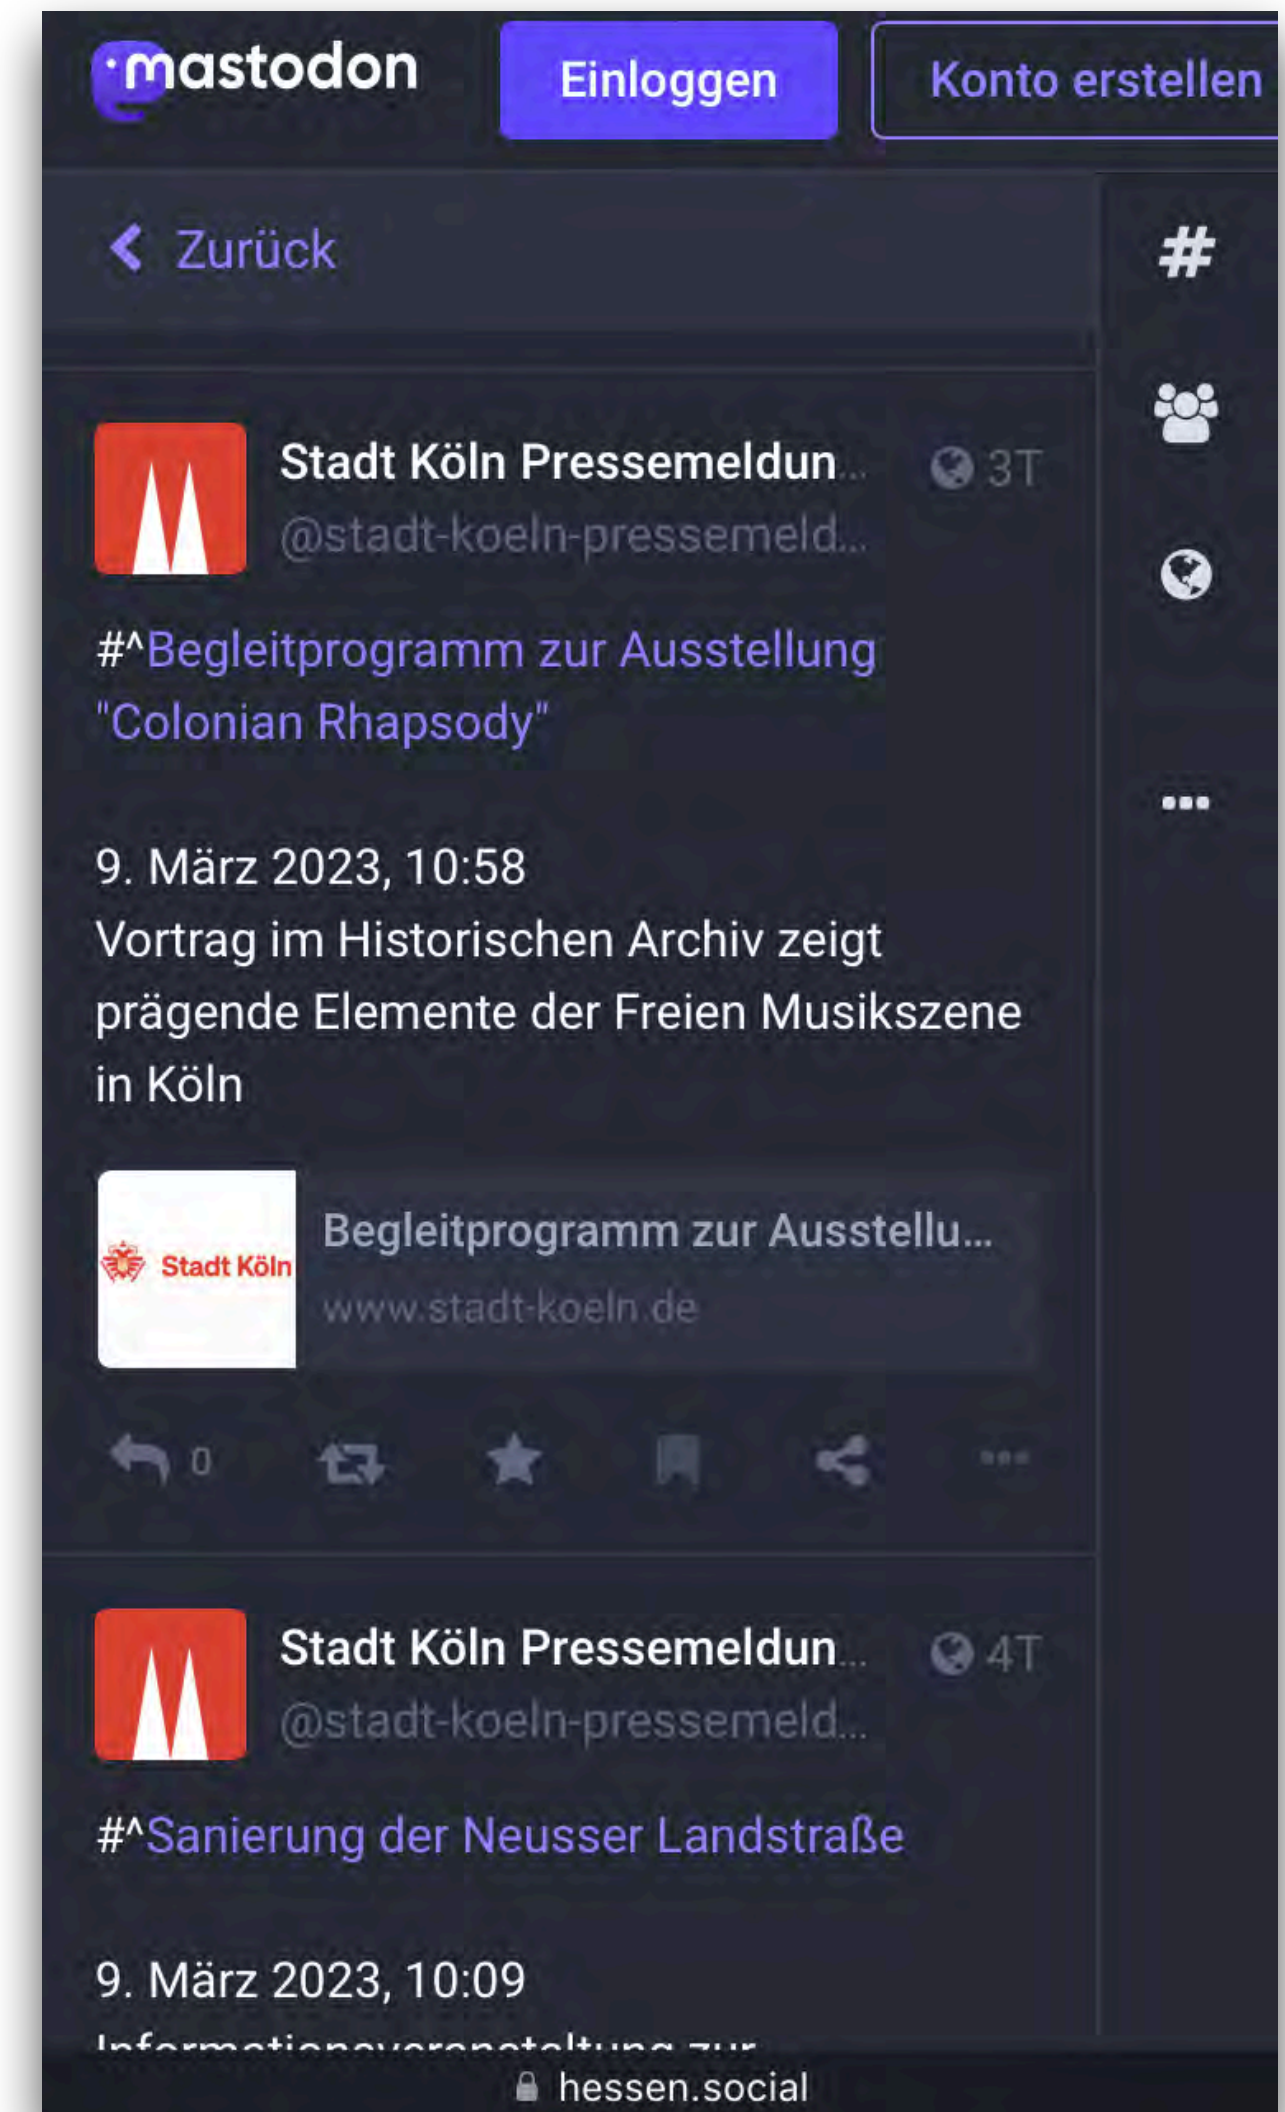 mastodon
Einloggen
Konto erstellen
Zurück
Stadt Köln Pressemeldun...
3T
@stadt-koeln-pressemeld...
#^Begleitprogramm zur Ausstellung
"Colonian Rhapsody"
9. März 2023, 10:58
Vortrag im Historischen Archiv zeigt
prägende Elemente der Freien Musikszene
in Köln
Stadt Köln
Begleitprogramm zur Ausstellu...
www.stadt-koeln.de
0
Stadt Köln Pressemeldun...
4T
@stadt-koeln-pressemeld...
#^Sanierung der Neusser Landstraße
9. März 2023, 10:09
Informationsveranstaltung zur
hessen.social